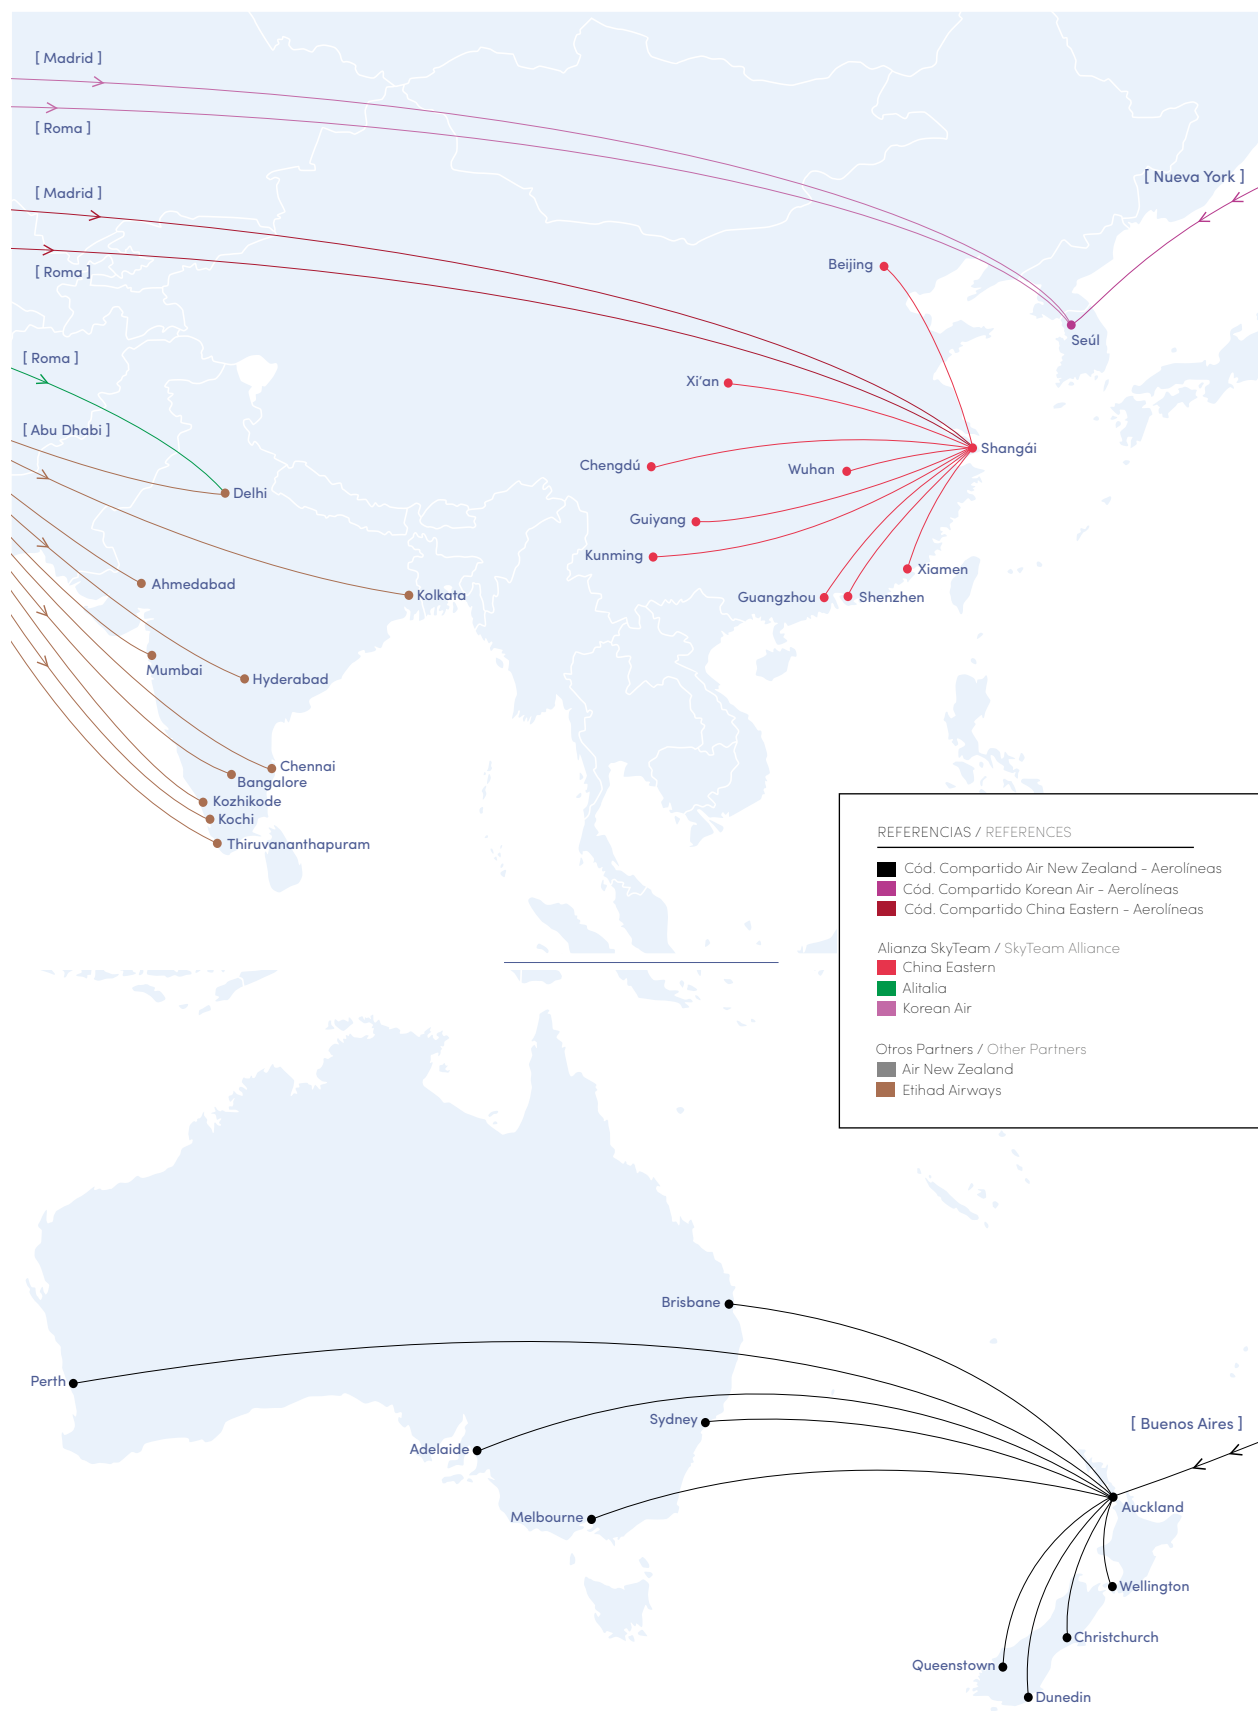 [ Madrid ]
[ Roma ]
[ Nueva York ]
[ Madrid ]
[ Roma ]
Beijing
Seúl
[ Roma ]
Xi’an
[ Abu Dhabi ]
Shangái
Chengdú
Wuhan
Delhi
Guiyang
Kunming
Xiamen
Ahmedabad
Kolkata
Guangzhou
Shenzhen
Mumbai
Hyderabad
Chennai
Bangalore
Kozhikode
Kochi
Thiruvananthapuram
REFERENCIAS / REFERENCES
Cód. Compartido Air New Zealand - Aerolíneas
Cód. Compartido Korean Air - Aerolíneas
Cód. Compartido China Eastern - Aerolíneas
Alianza SkyTeam / SkyTeam Alliance
China Eastern
Alitalia
Korean Air
Otros Partners / Other Partners
Air New Zealand
Etihad Airways
Brisbane
Perth
Sydney
[ Buenos Aires ]
Adelaide
Auckland
Melbourne
Wellington
Christchurch
Queenstown
Dunedin